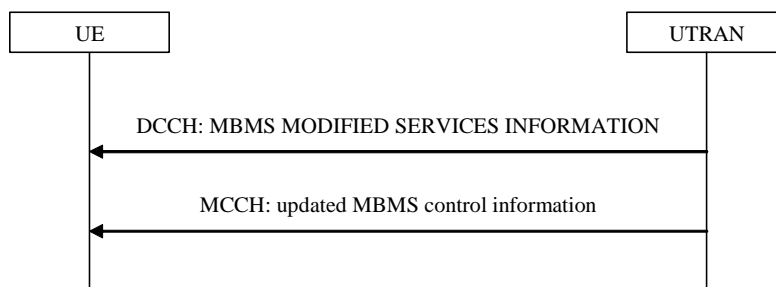 UE
UTRAN
DCCH: MBMS MODIFIED SERVICES INFORMATION
MCCH: updated MBMS control information